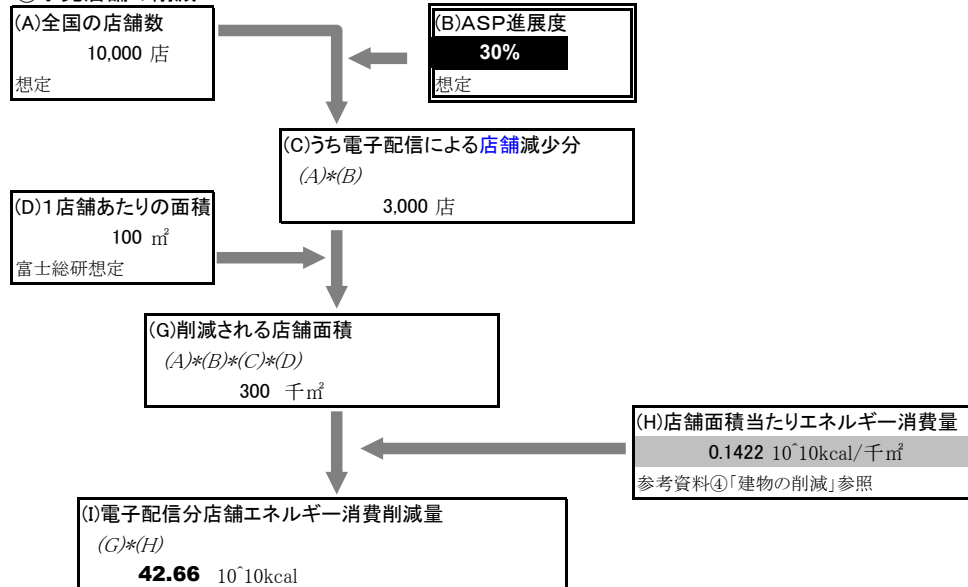 (A)全国の店舗数
10,000 店
想定
(B)ASP進展度
30%
想定
(C)うち電子配信による店舗減少分
(A)*(B)
3,000 店
(D)1店舗あたりの面積
100 ㎡
富士総研想定
(G)削減される店舗面積
(A)*(B)*(C)*(D)
300 千㎡
(H)店舗面積当たりエネルギー消費量
0.1422 10^10kcal/千㎡
参考資料④「建物の削減」参照
(I)電子配信分店舗エネルギー消費削減量
(G)*(H)
42.66 10^10kcal